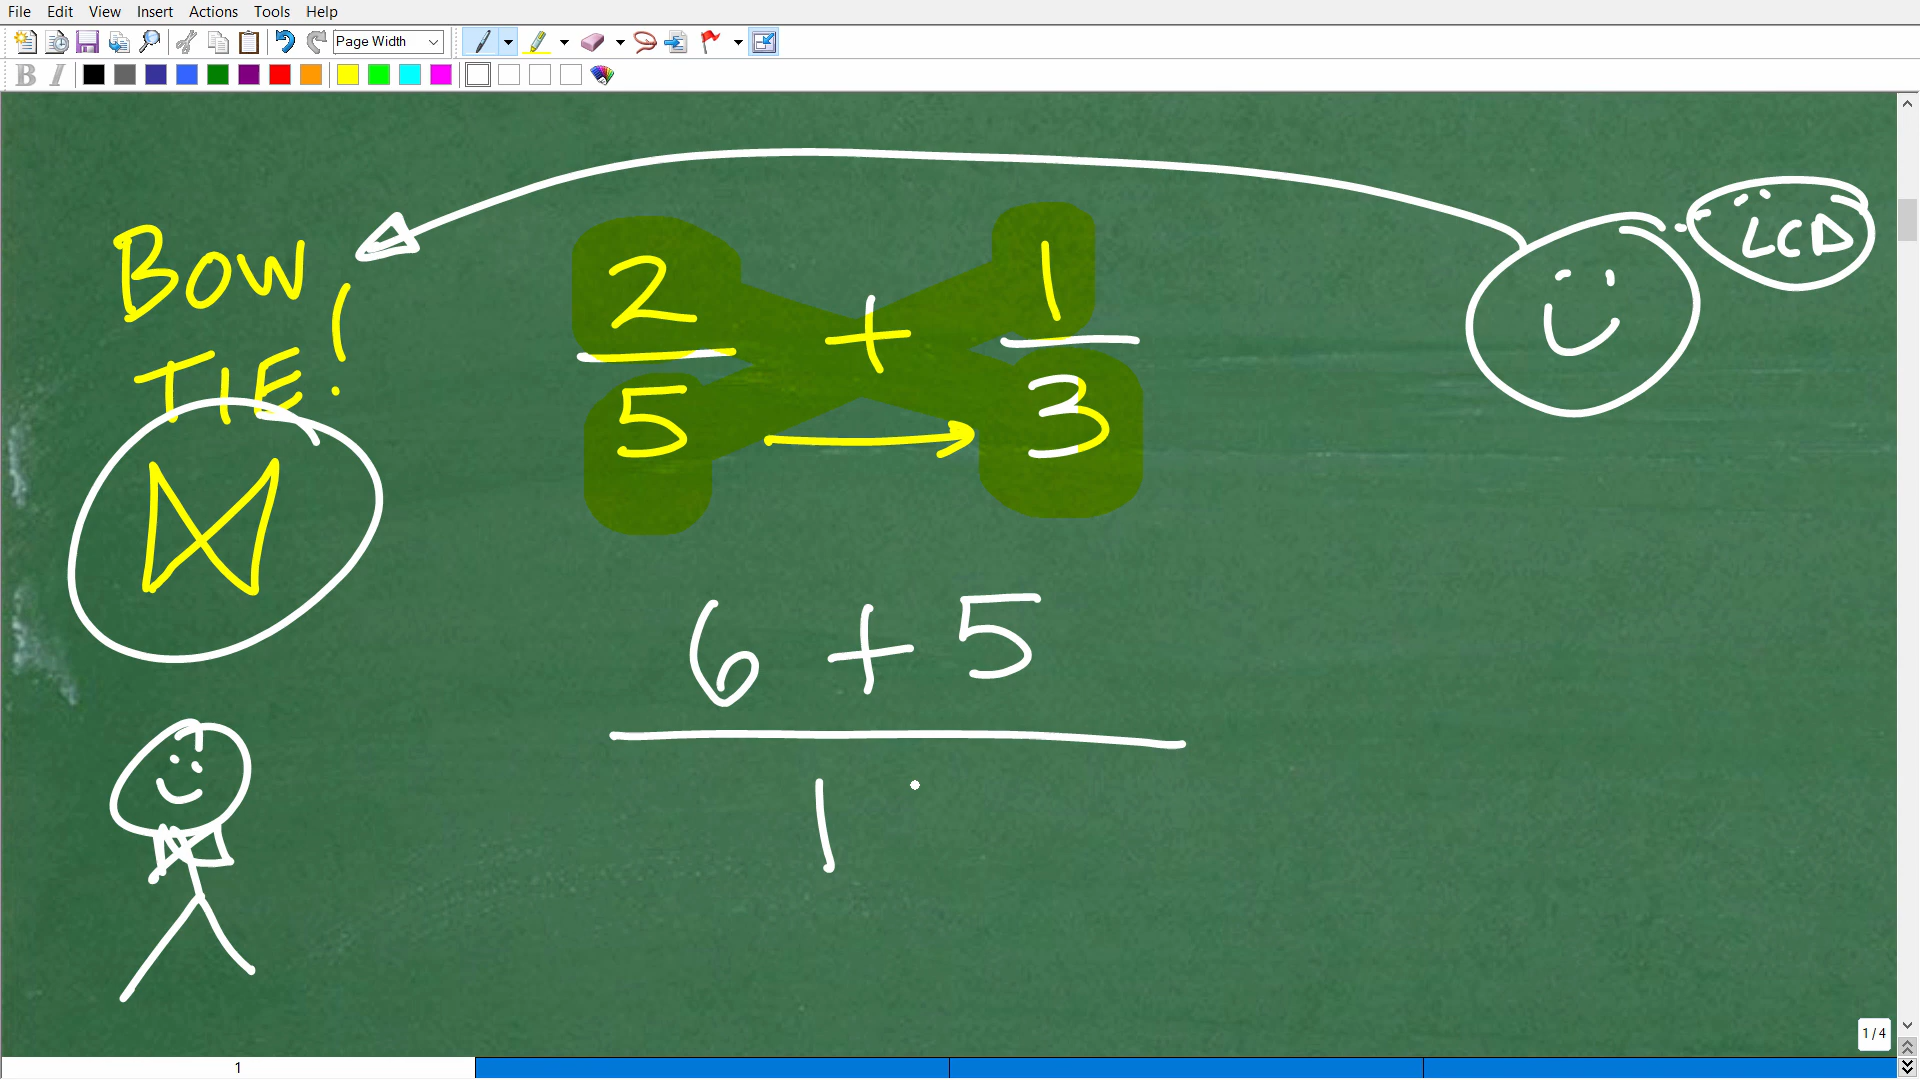 File Edit View Insert Actions Tools Help
Page Width
B I
BOW
TIE!
2/5 + 1/3
LCD
6 + 5
1
1 / 4
1